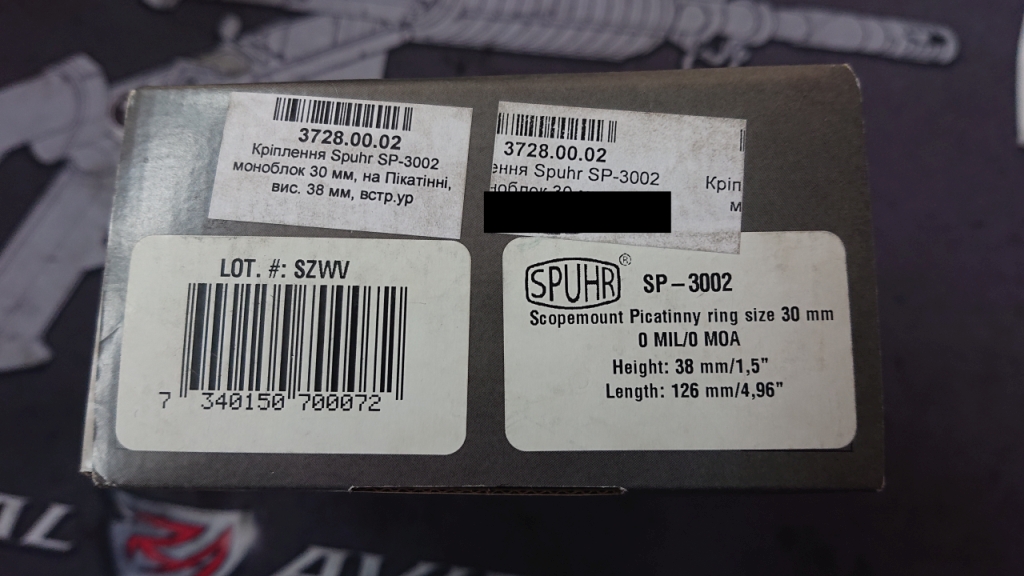 3728.00.02
Кріплення Spuhr SP-3002
моноблок 30 мм, на Пікатінні,
вис. 38 мм, встр.ур
3728.00.02
ення Spuhr SP-3002
Кріп
м
LOT. #: SZWV
7 340150 700072
SPUHR® SP-3002
Scopemount Picatinny ring size 30 mm
0 MIL/0 MOA
Height: 38 mm/1,5”
Length: 126 mm/4,96”
AL